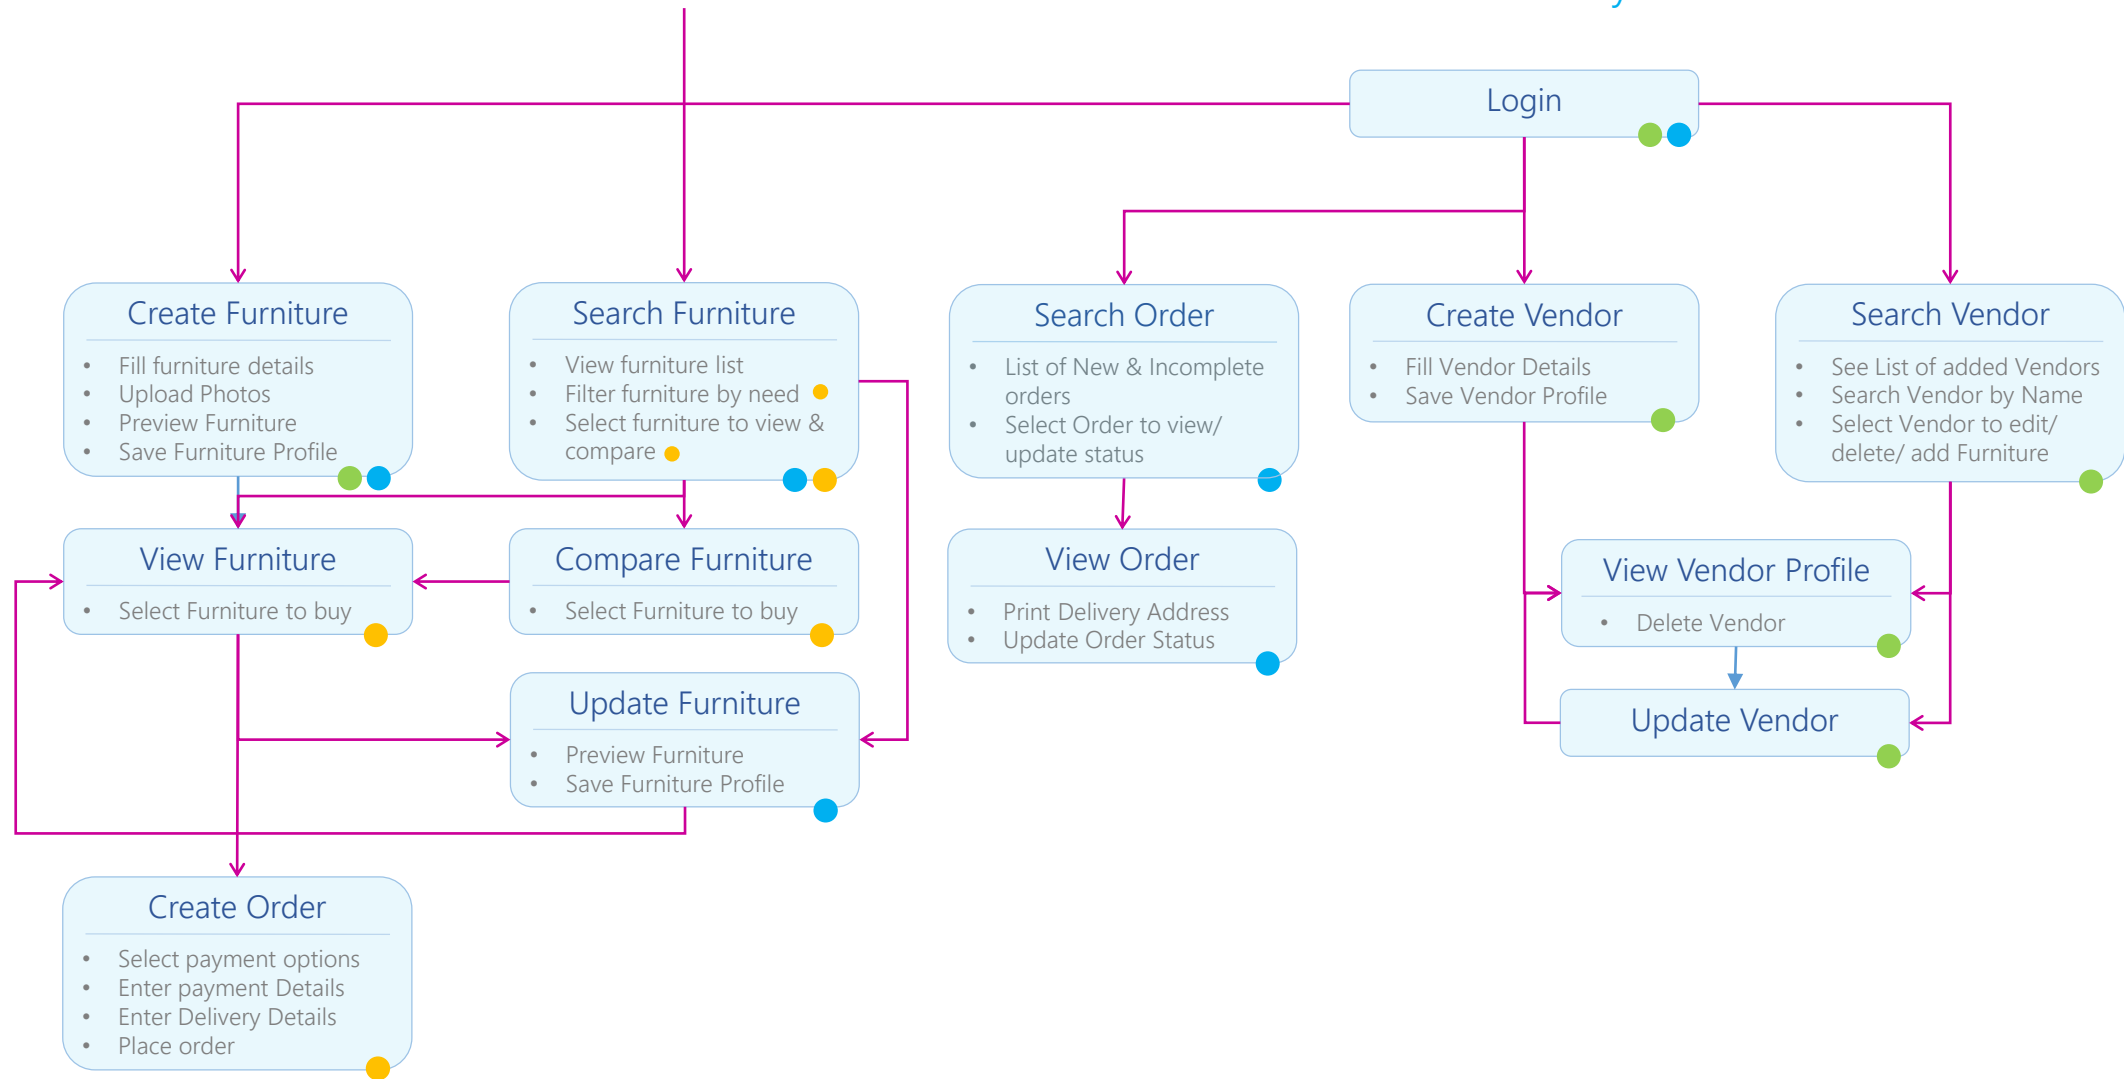 Login
Create Furniture
• Fill furniture details
• Upload Photos
• Preview Furniture
• Save Furniture Profile
Search Furniture
• View furniture list
• Filter furniture by need
• Select furniture to view &
compare
Search Order
• List of New & Incomplete
orders
• Select Order to view/
update status
Create Vendor
• Fill Vendor Details
• Save Vendor Profile
Search Vendor
• See List of added Vendors
• Search Vendor by Name
• Select Vendor to edit/
delete/ add Furniture
View Furniture
• Select Furniture to buy
Compare Furniture
• Select Furniture to buy
View Order
• Print Delivery Address
• Update Order Status
View Vendor Profile
• Delete Vendor
Update Furniture
• Preview Furniture
• Save Furniture Profile
Update Vendor
Create Order
• Select payment options
• Enter payment Details
• Enter Delivery Details
• Place order